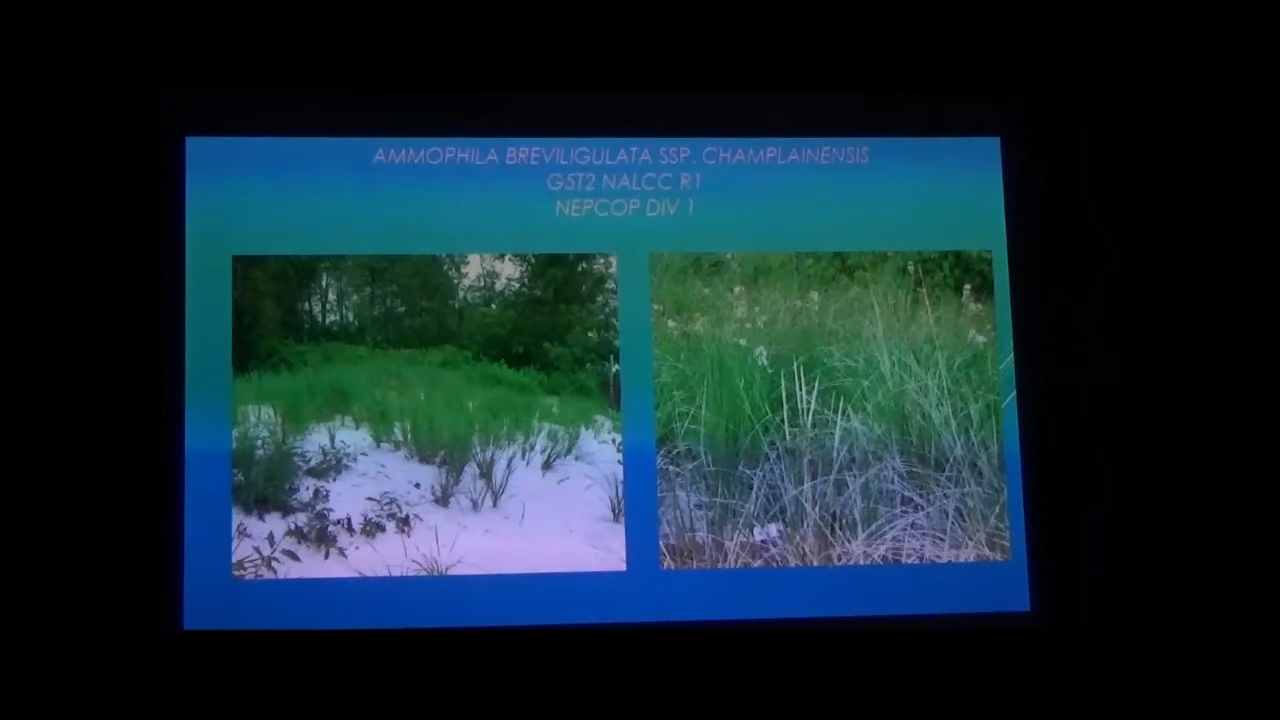 AMMOPHILA BREVILIGULATA SSP. CHAMPLAINENSIS
G5T2 NALCC R1
NEPCOP DIV 1